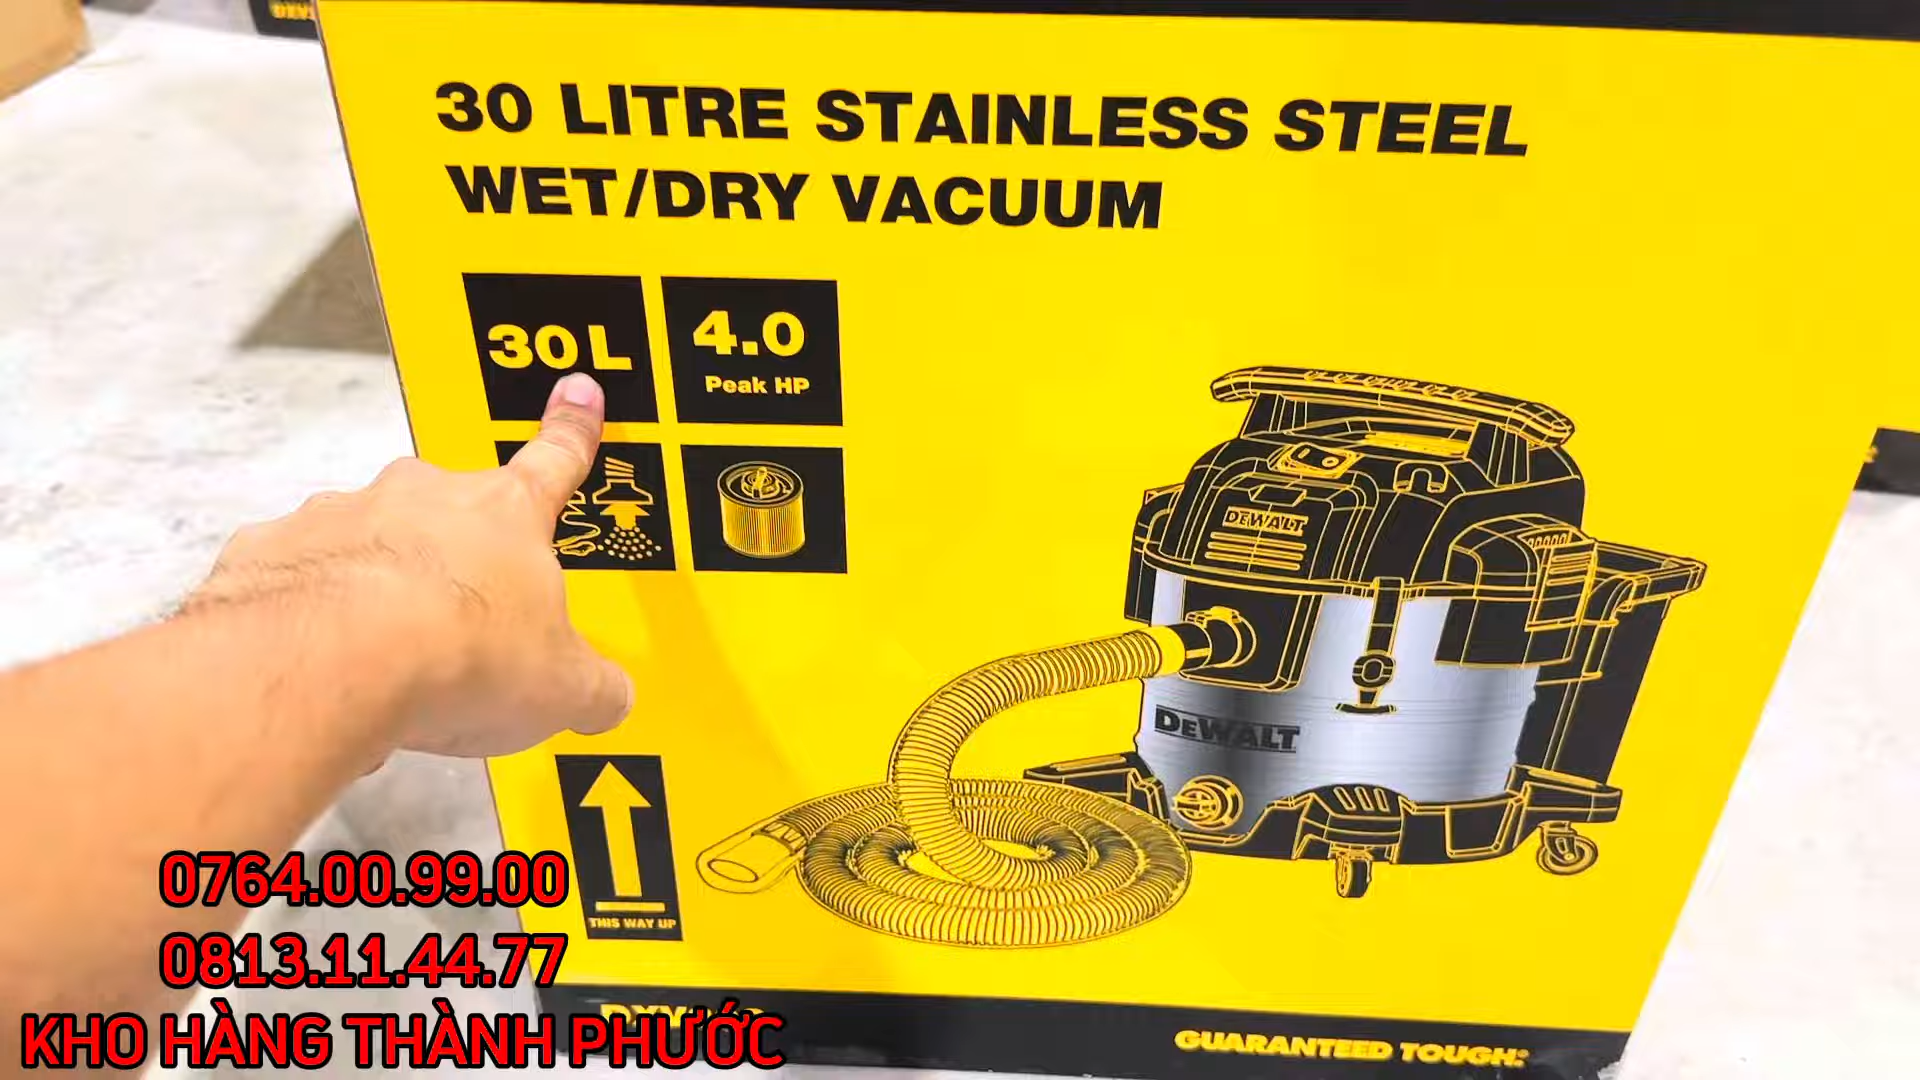 30 LITRE STAINLESS STEEL
WET/DRY VACUUM
30 L
4.0
Peak HP
DEWALT
DEWALT
THIS WAY UP
0764.00.99.00
0813.11.44.77
KHO HÀNG THÀNH PHƯỚC
GUARANTEED TOUGH.